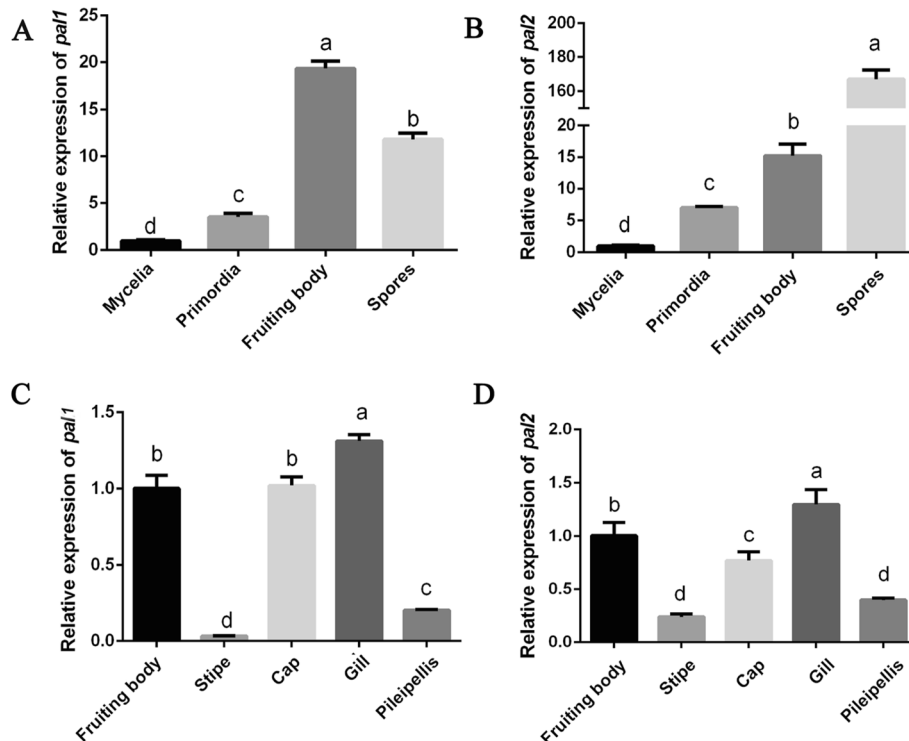 A
Relative expression of pal1
25
20
15
10
5
0
a
b
c
d
Mycelia
Primordia
Fruiting body
Spores
B
Relative expression of pal2
200
180
160
20
15
10
5
0
a
b
c
d
Mycelia
Primordia
Fruiting body
Spores
C
Relative expression of pal1
1.5
1.0
0.5
0.0
b
d
b
a
c
Fruiting body
Stipe
Cap
Gill
Pileipellis
D
Relative expression of pal2
2.0
1.5
1.0
0.5
0.0
b
d
c
a
d
Fruiting body
Stipe
Cap
Gill
Pileipellis